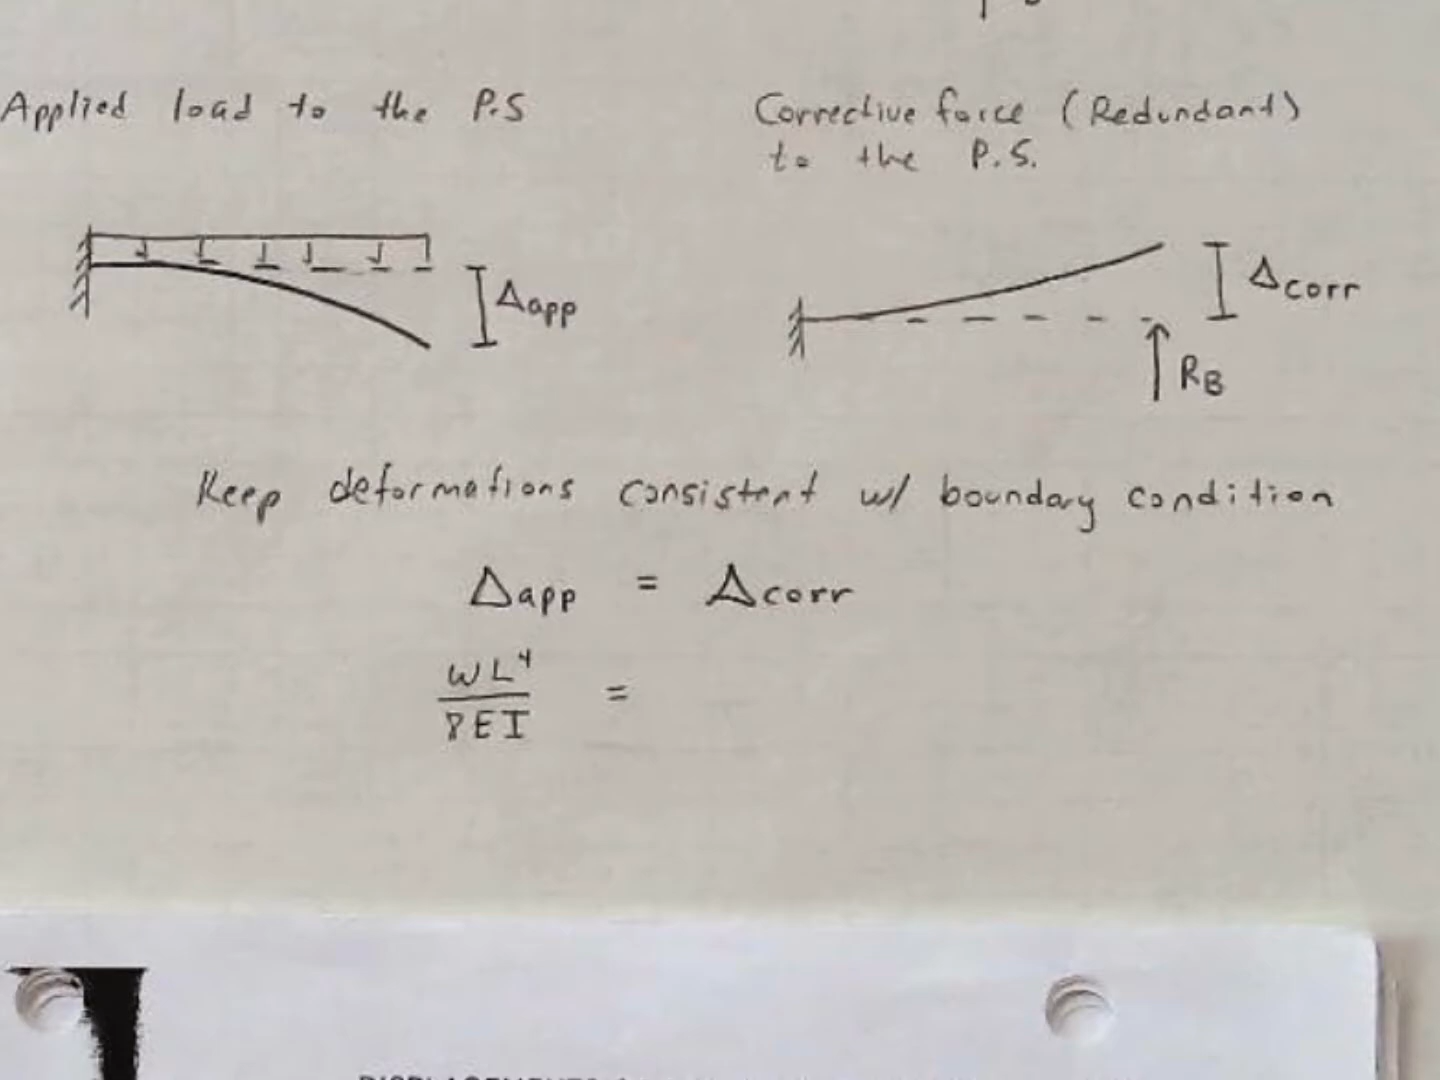 Applied load to the P.S
Corrective force (Redundant)
to the P.S.
Δapp
Δcorr
RB
Keep deformations consistent w/ boundary condition
Δapp = Δcorr
WL⁴
=
8EI